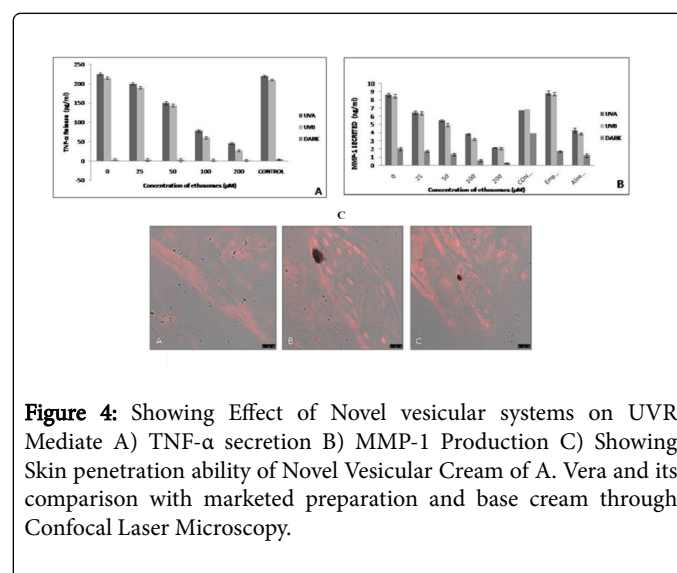 250
200
150
100
50
0
-50
TNF-α Release (pg/ml)
0 25 50 100 200 CONTROL
Concentration of ethosomes (µM)
UVA
UVB
DARK
A
10
9
8
7
6
5
4
3
2
1
0
MMP-1 SECRETED (ng/ml)
0 25 50 100 200 CON... Emp... Aloe...
Concentration of ethosomes (µM)
UVA
UVB
DARK
B
C
A B C
Figure 4: Showing Effect of Novel vesicular systems on UVR
Mediate A) TNF-α secretion B) MMP-1 Production C) Showing
Skin penetration ability of Novel Vesicular Cream of A. Vera and its
comparison with marketed preparation and base cream through
Confocal Laser Microscopy.